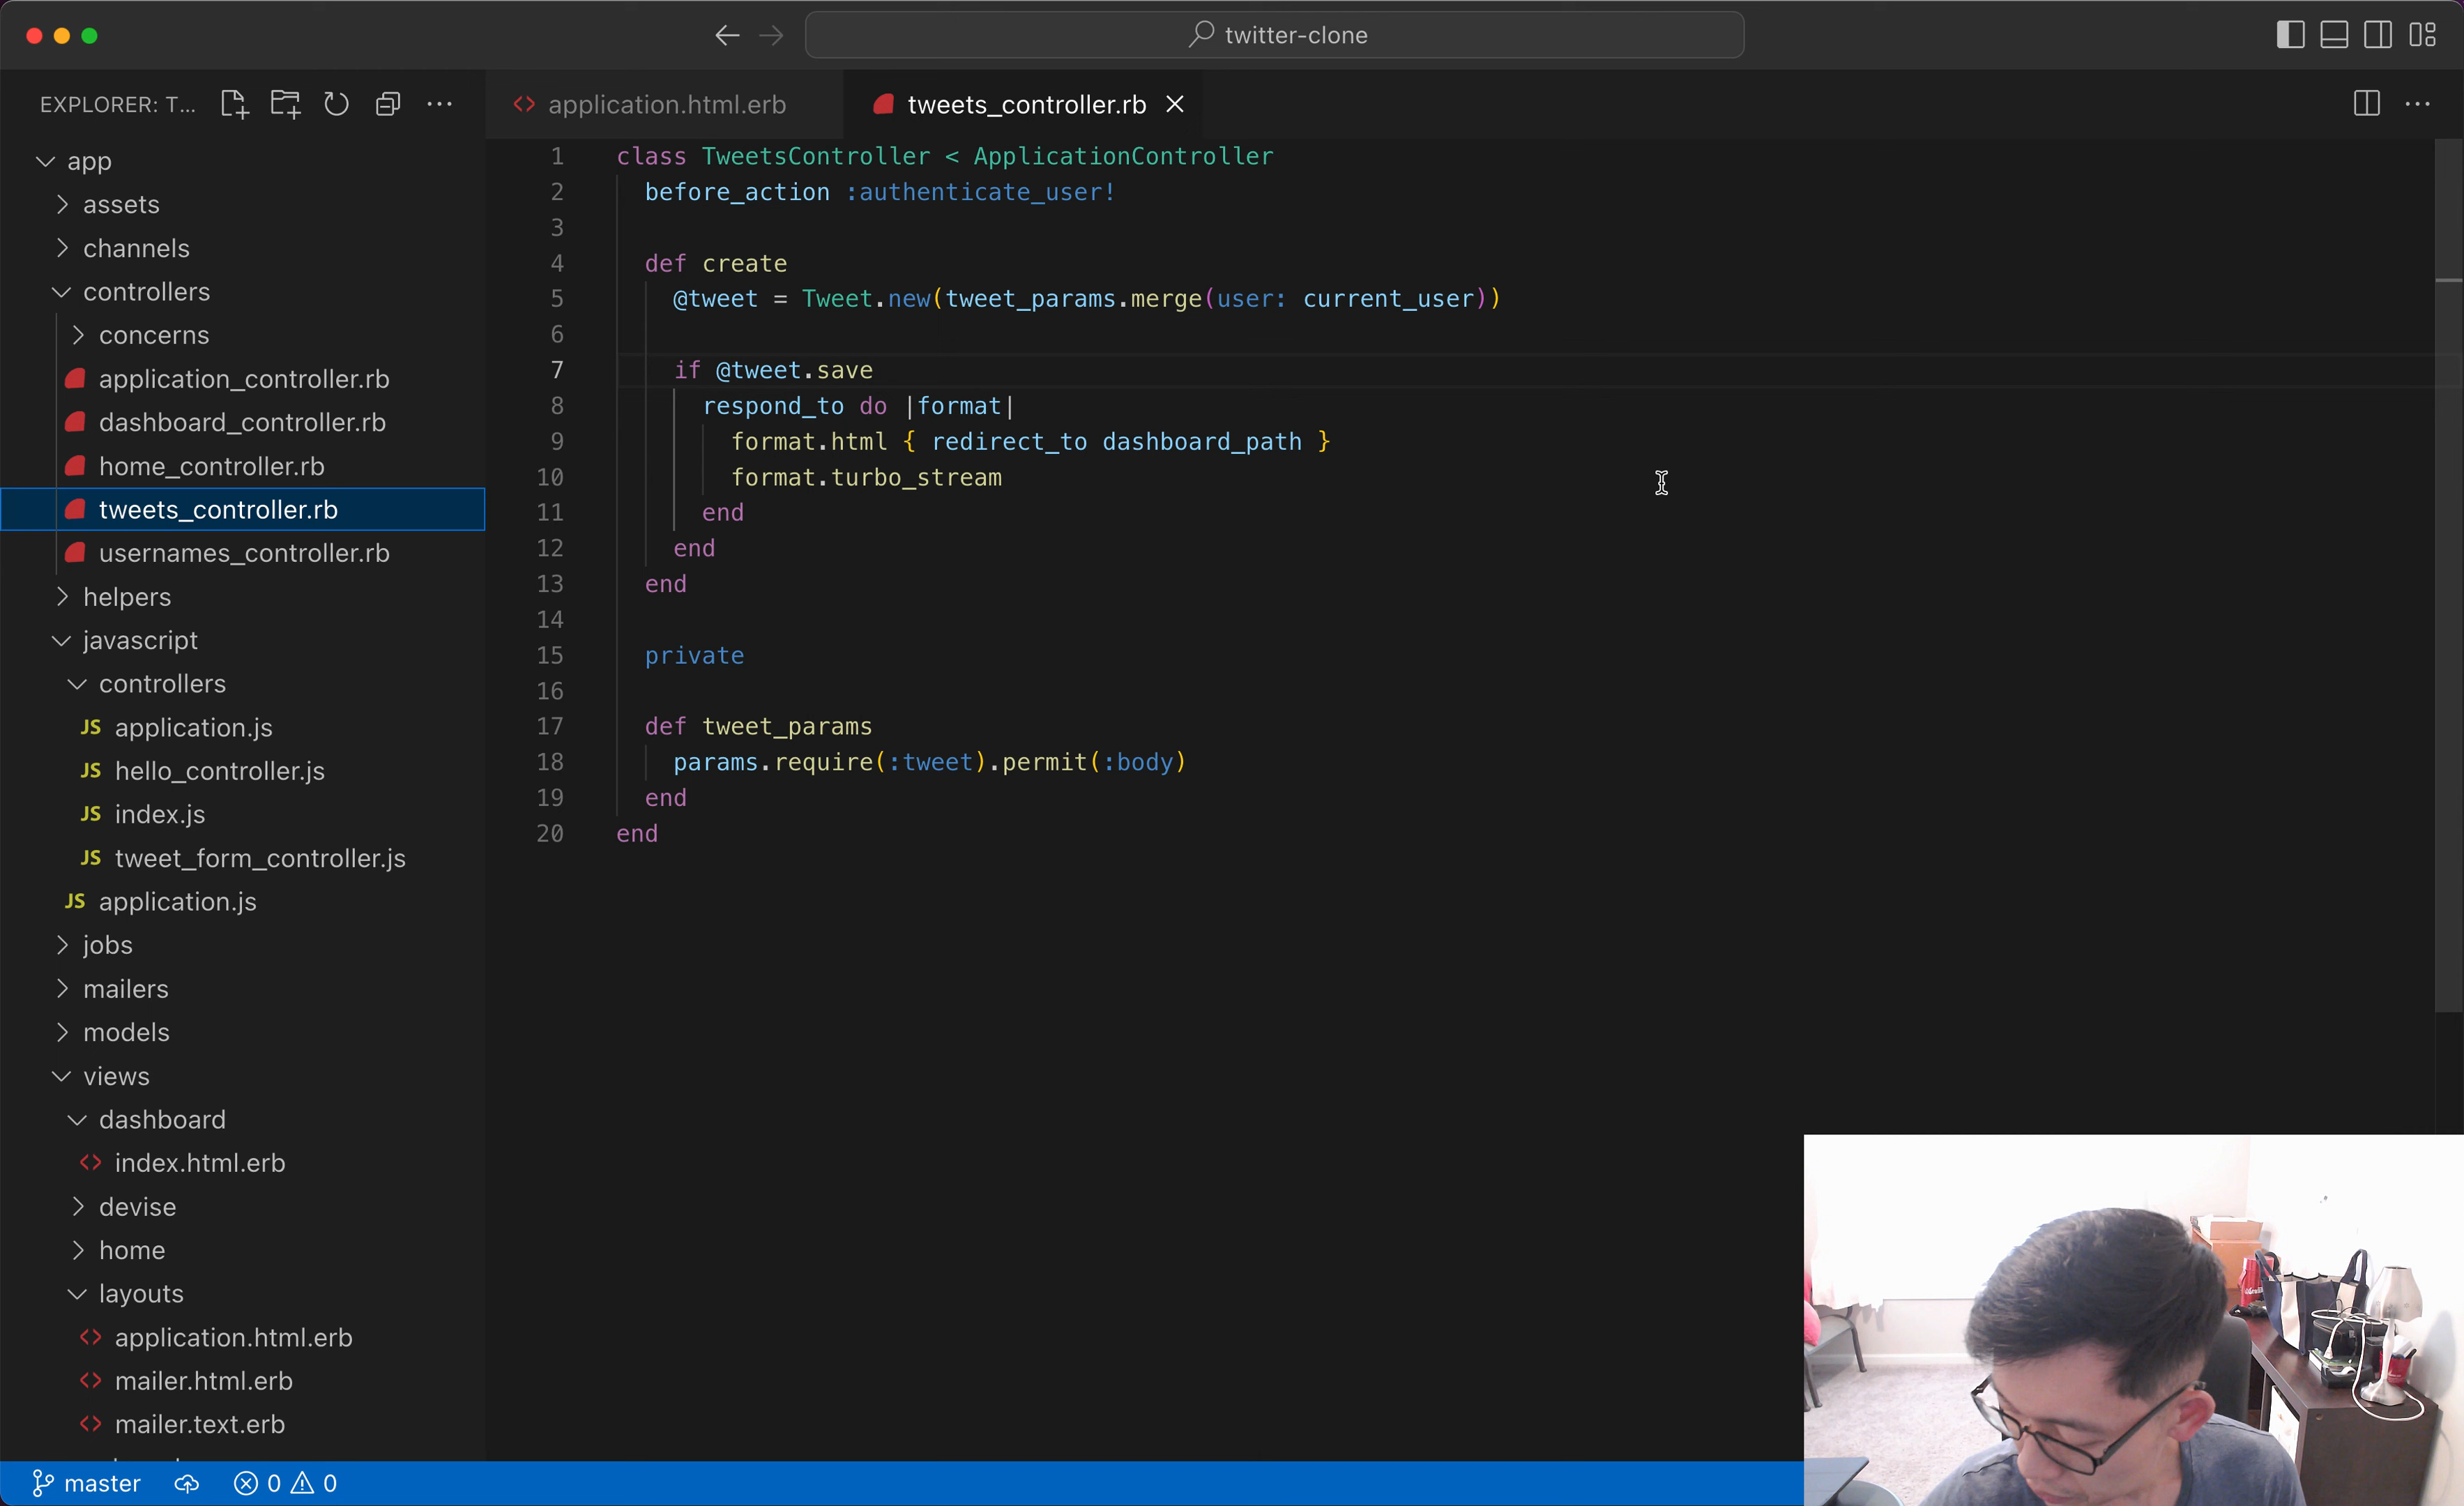 twitter-clone
EXPLORER: T...
app
assets
channels
controllers
concerns
application_controller.rb
dashboard_controller.rb
home_controller.rb
tweets_controller.rb
usernames_controller.rb
helpers
javascript
controllers
JS application.js
JS hello_controller.js
JS index.js
JS tweet_form_controller.js
JS application.js
jobs
mailers
models
views
dashboard
index.html.erb
devise
home
layouts
application.html.erb
mailer.html.erb
mailer.text.erb
application.html.erb
tweets_controller.rb
1 class TweetsController < ApplicationController
2 before_action :authenticate_user!
3
4 def create
5 @tweet = Tweet.new(tweet_params.merge(user: current_user))
6
7 if @tweet.save
8 respond_to do |format|
9 format.html { redirect_to dashboard_path }
10 format.turbo_stream
11 end
12 end
13 end
14
15 private
16
17 def tweet_params
18 params.require(:tweet).permit(:body)
19 end
20 end
master 0 0